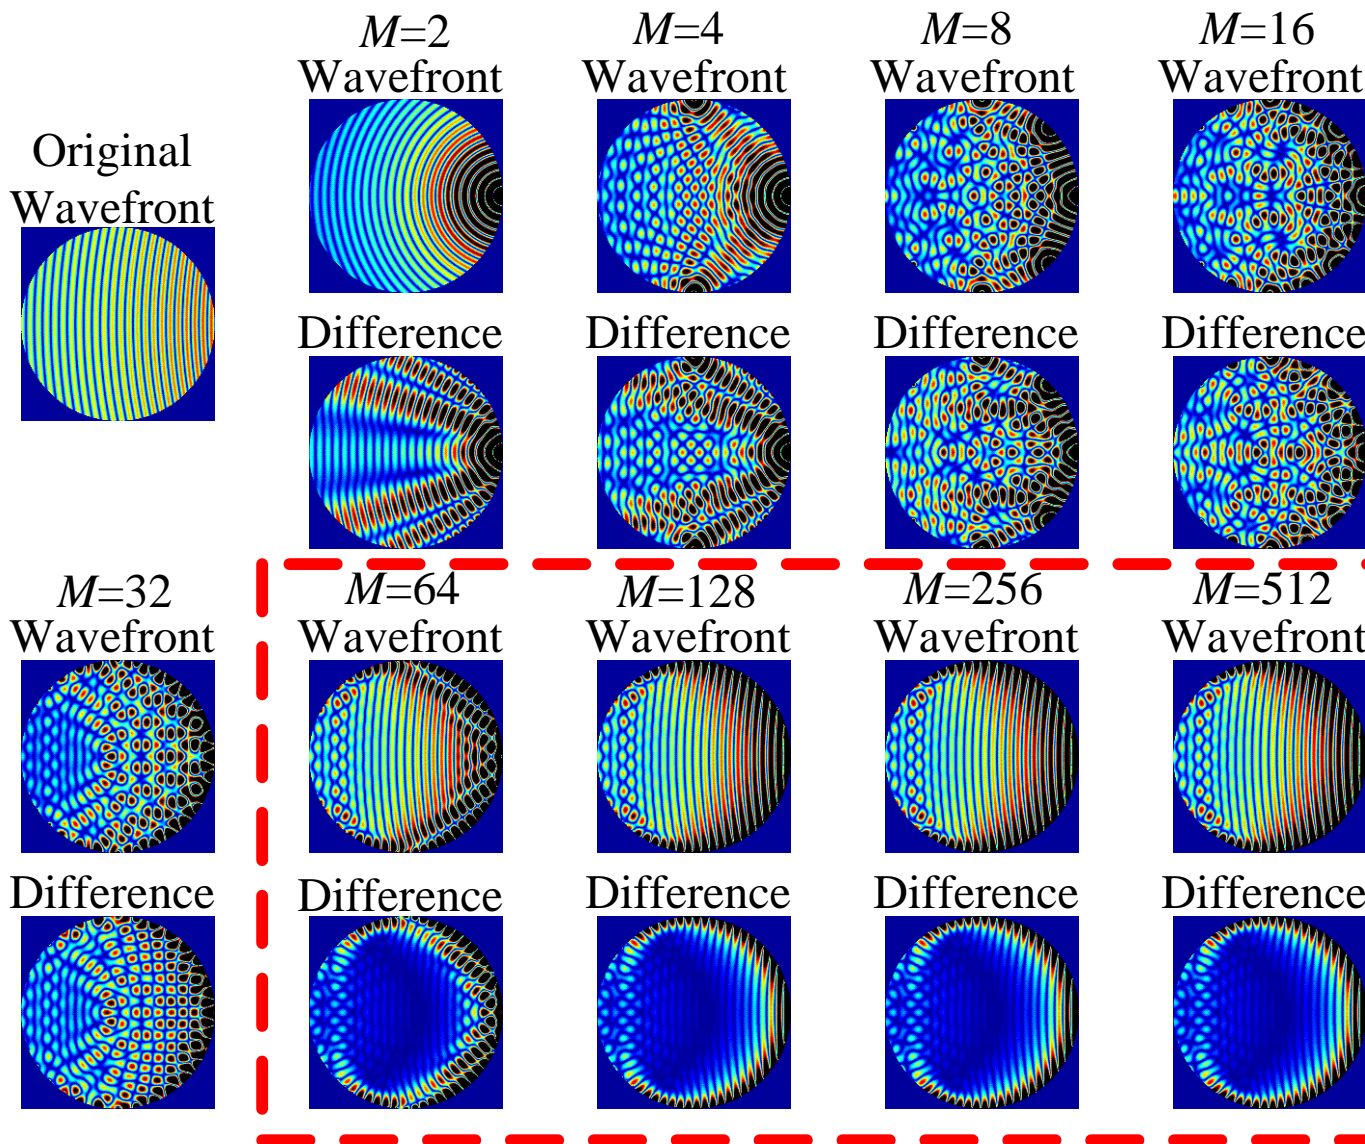 Original
Wavefront
M=2
Wavefront
Difference
M=4
Wavefront
Difference
M=8
Wavefront
Difference
M=16
Wavefront
Difference
M=32
Wavefront
Difference
M=64
Wavefront
Difference
M=128
Wavefront
Difference
M=256
Wavefront
Difference
M=512
Wavefront
Difference